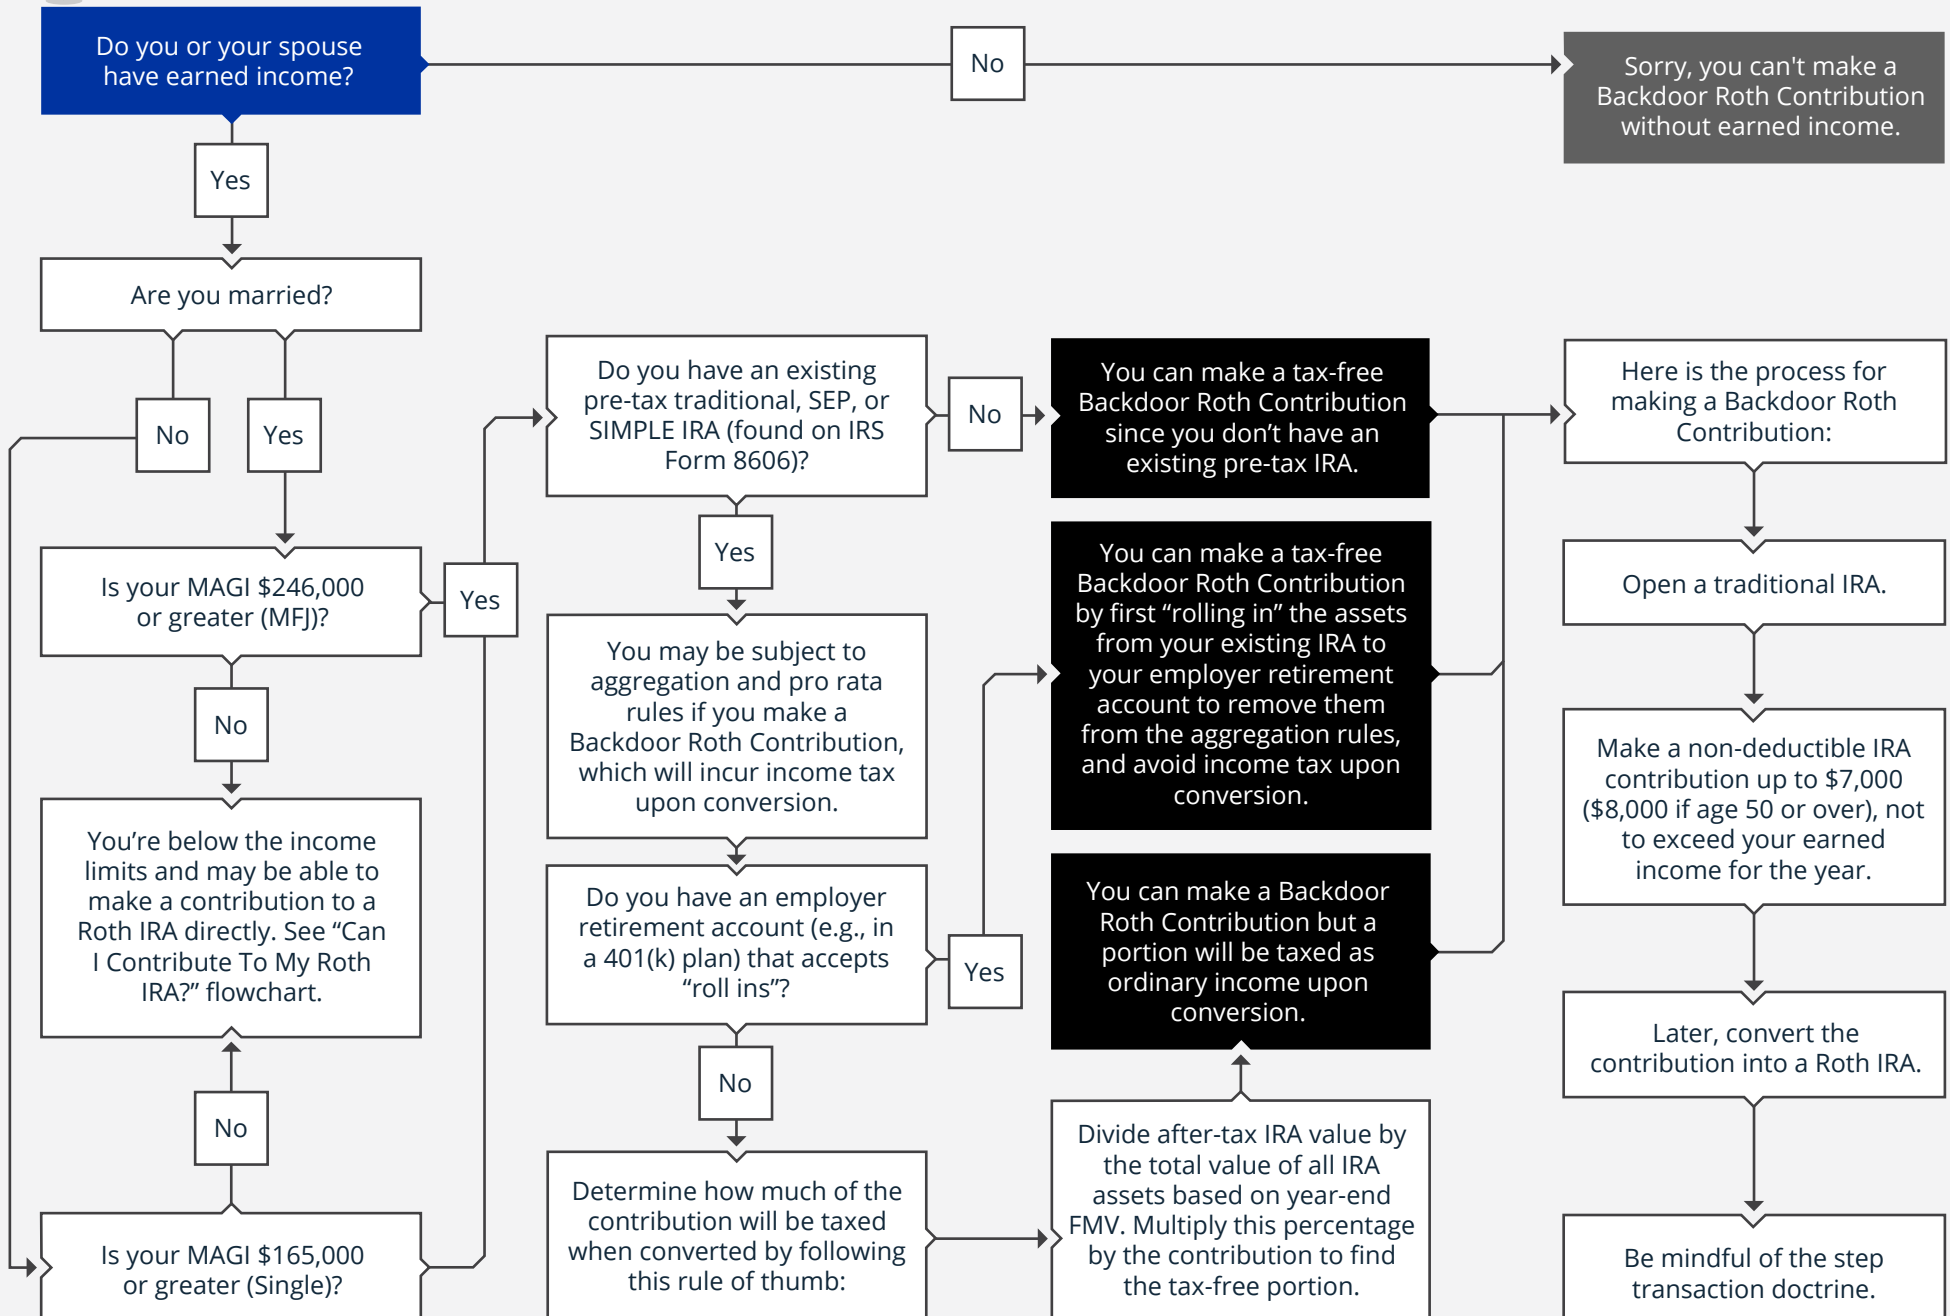 Do you or your spouse
have earned income?
No
Sorry, you can't make a
Backdoor Roth Contribution
without earned income.
Yes
Are you married?
No
Yes
Is your MAGI $246,000
or greater (MFJ)?
Yes
No
You’re below the income
limits and may be able to
make a contribution to a
Roth IRA directly. See “Can
I Contribute To My Roth
IRA?” flowchart.
No
Is your MAGI $165,000
or greater (Single)?
Do you have an existing
pre-tax traditional, SEP, or
SIMPLE IRA (found on IRS
Form 8606)?
No
Yes
You may be subject to
aggregation and pro rata
rules if you make a
Backdoor Roth Contribution,
which will incur income tax
upon conversion.
Do you have an employer
retirement account (e.g., in
a 401(k) plan) that accepts
“roll ins”?
Yes
No
Determine how much of the
contribution will be taxed
when converted by following
this rule of thumb:
You can make a tax-free
Backdoor Roth Contribution
since you don’t have an
existing pre-tax IRA.
You can make a tax-free
Backdoor Roth Contribution
by first “rolling in” the assets
from your existing IRA to
your employer retirement
account to remove them
from the aggregation rules,
and avoid income tax upon
conversion.
You can make a Backdoor
Roth Contribution but a
portion will be taxed as
ordinary income upon
conversion.
Divide after-tax IRA value by
the total value of all IRA
assets based on year-end
FMV. Multiply this percentage
by the contribution to find
the tax-free portion.
Here is the process for
making a Backdoor Roth
Contribution:
Open a traditional IRA.
Make a non-deductible IRA
contribution up to $7,000
($8,000 if age 50 or over), not
to exceed your earned
income for the year.
Later, convert the
contribution into a Roth IRA.
Be mindful of the step
transaction doctrine.